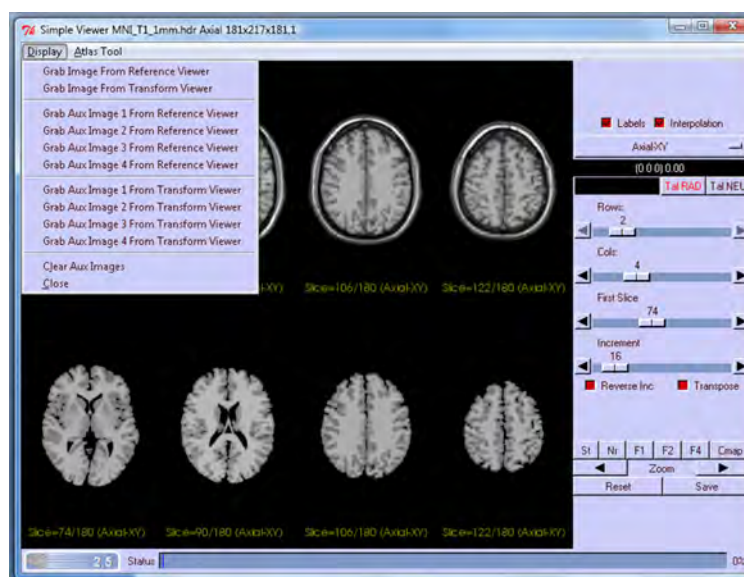 Simple Viewer MNI_T1_1mm.hdr Axial 181x217x181,1
Display Atlas Tool
Grab Image From Reference Viewer
Grab Image From Transform Viewer
Grab Aux Image 1 From Reference Viewer
Grab Aux Image 2 From Reference Viewer
Grab Aux Image 3 From Reference Viewer
Grab Aux Image 4 From Reference Viewer
Grab Aux Image 1 From Transform Viewer
Grab Aux Image 2 From Transform Viewer
Grab Aux Image 3 From Transform Viewer
Grab Aux Image 4 From Transform Viewer
Clear Aux Images
Close
(Axial-XY) Slice=106/180 (Axial-XY) Slice=122/180 (Axial-XY)
Slice=74/180 (Axial-XY) Slice=90/180 (Axial-XY) Slice=106/180 (Axial-XY) Slice=122/180 (Axial-XY)
Labels Interpolation
Axial-XY
(0 0 0) 0.00
Tal RAD Tal NEU
Rows:
2
Cols:
4
First Slice
74
Increment
16
Reverse Inc Transpose
St Nr F1 F2 F4 Cmap
Zoom
Reset Save
2.5 Status 0%